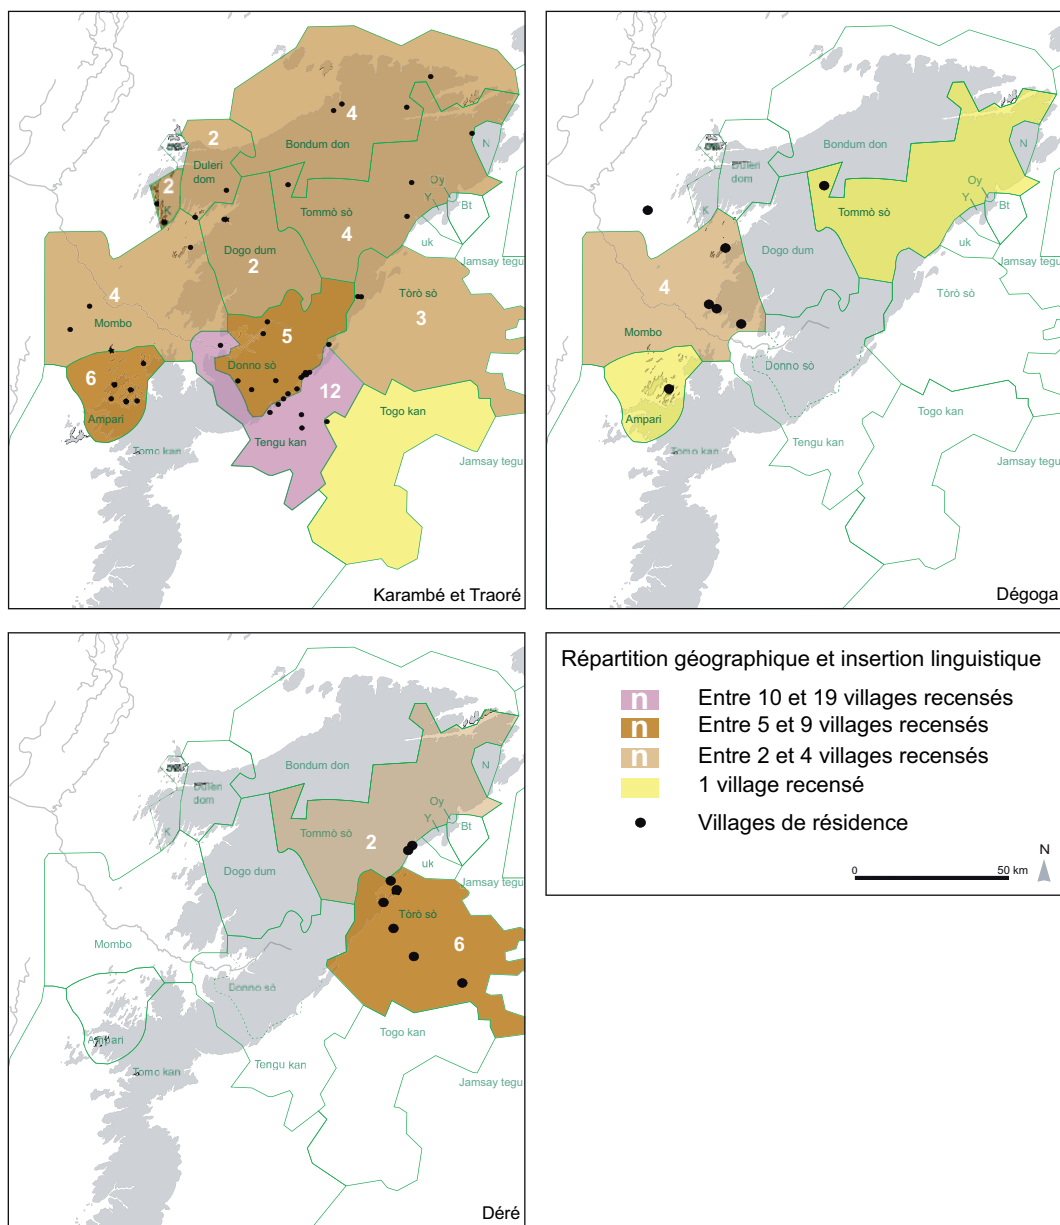 2
4
Bondum don
N
Duleri
dom
2
K
Oy
Y
Bt
Tommò sò
4
uk
Jamsay tegu
Dogo dum
2
Tòrò sò
3
4
Mombo
5
Donno sò
12
6
Ampari
Togo kan
Tengu kan
Tomo kan
Jamsay tegu
Karambé et Traoré
Bondum don
N
Duleri
dom
K
Oy
Y
Bt
Tommò sò
uk
Jamsay tegu
Dogo dum
Tòrò sò
4
Mombo
Donno sò
Ampari
Togo kan
Tengu kan
Tomo kan
Jamsay tegu
Dégoga
Bondum don
N
Duleri
dom
K
Oy
Y
Bt
Tommò sò
2
uk
Jamsay tegu
Dogo dum
Tòrò sò
6
Mombo
Donno sò
Ampari
Togo kan
Tengu kan
Tomo kan
Jamsay tegu
Déré
Répartition géographique et insertion linguistique
n Entre 10 et 19 villages recensés
n Entre 5 et 9 villages recensés
n Entre 2 et 4 villages recensés
1 village recensé
Villages de résidence
N
0 50 km